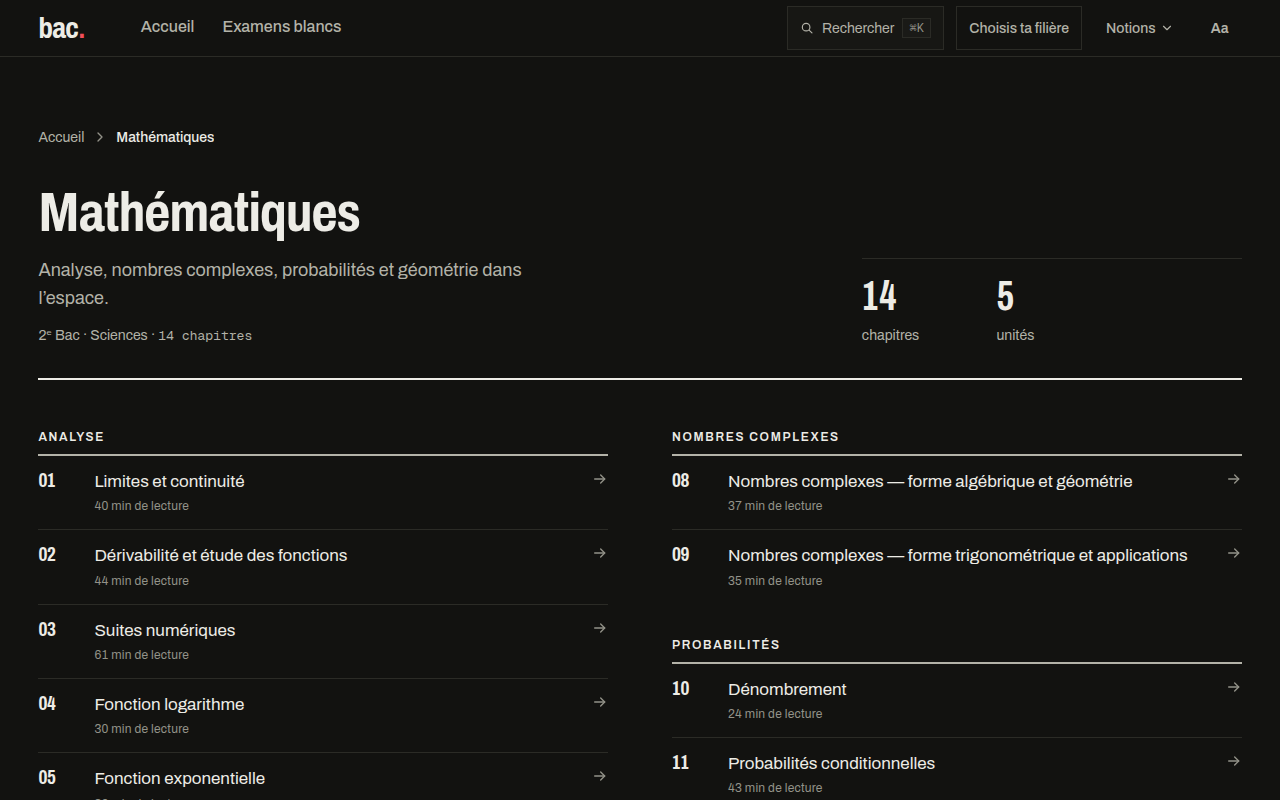 bac.
Accueil
Examens blancs
Rechercher ⌘K
Choisis ta filière
Notions
Aa
Accueil
Mathématiques
Mathématiques
Analyse, nombres complexes, probabilités et géométrie dans
l'espace.
2ᵉ Bac · Sciences · 14 chapitres
14
chapitres
5
unités
ANALYSE
01 Limites et continuité
40 min de lecture
02 Dérivabilité et étude des fonctions
44 min de lecture
03 Suites numériques
61 min de lecture
04 Fonction logarithme
30 min de lecture
05 Fonction exponentielle
NOMBRES COMPLEXES
08 Nombres complexes — forme algébrique et géométrie
37 min de lecture
09 Nombres complexes — forme trigonométrique et applications
35 min de lecture
PROBABILITÉS
10 Dénombrement
24 min de lecture
11 Probabilités conditionnelles
43 min de lecture